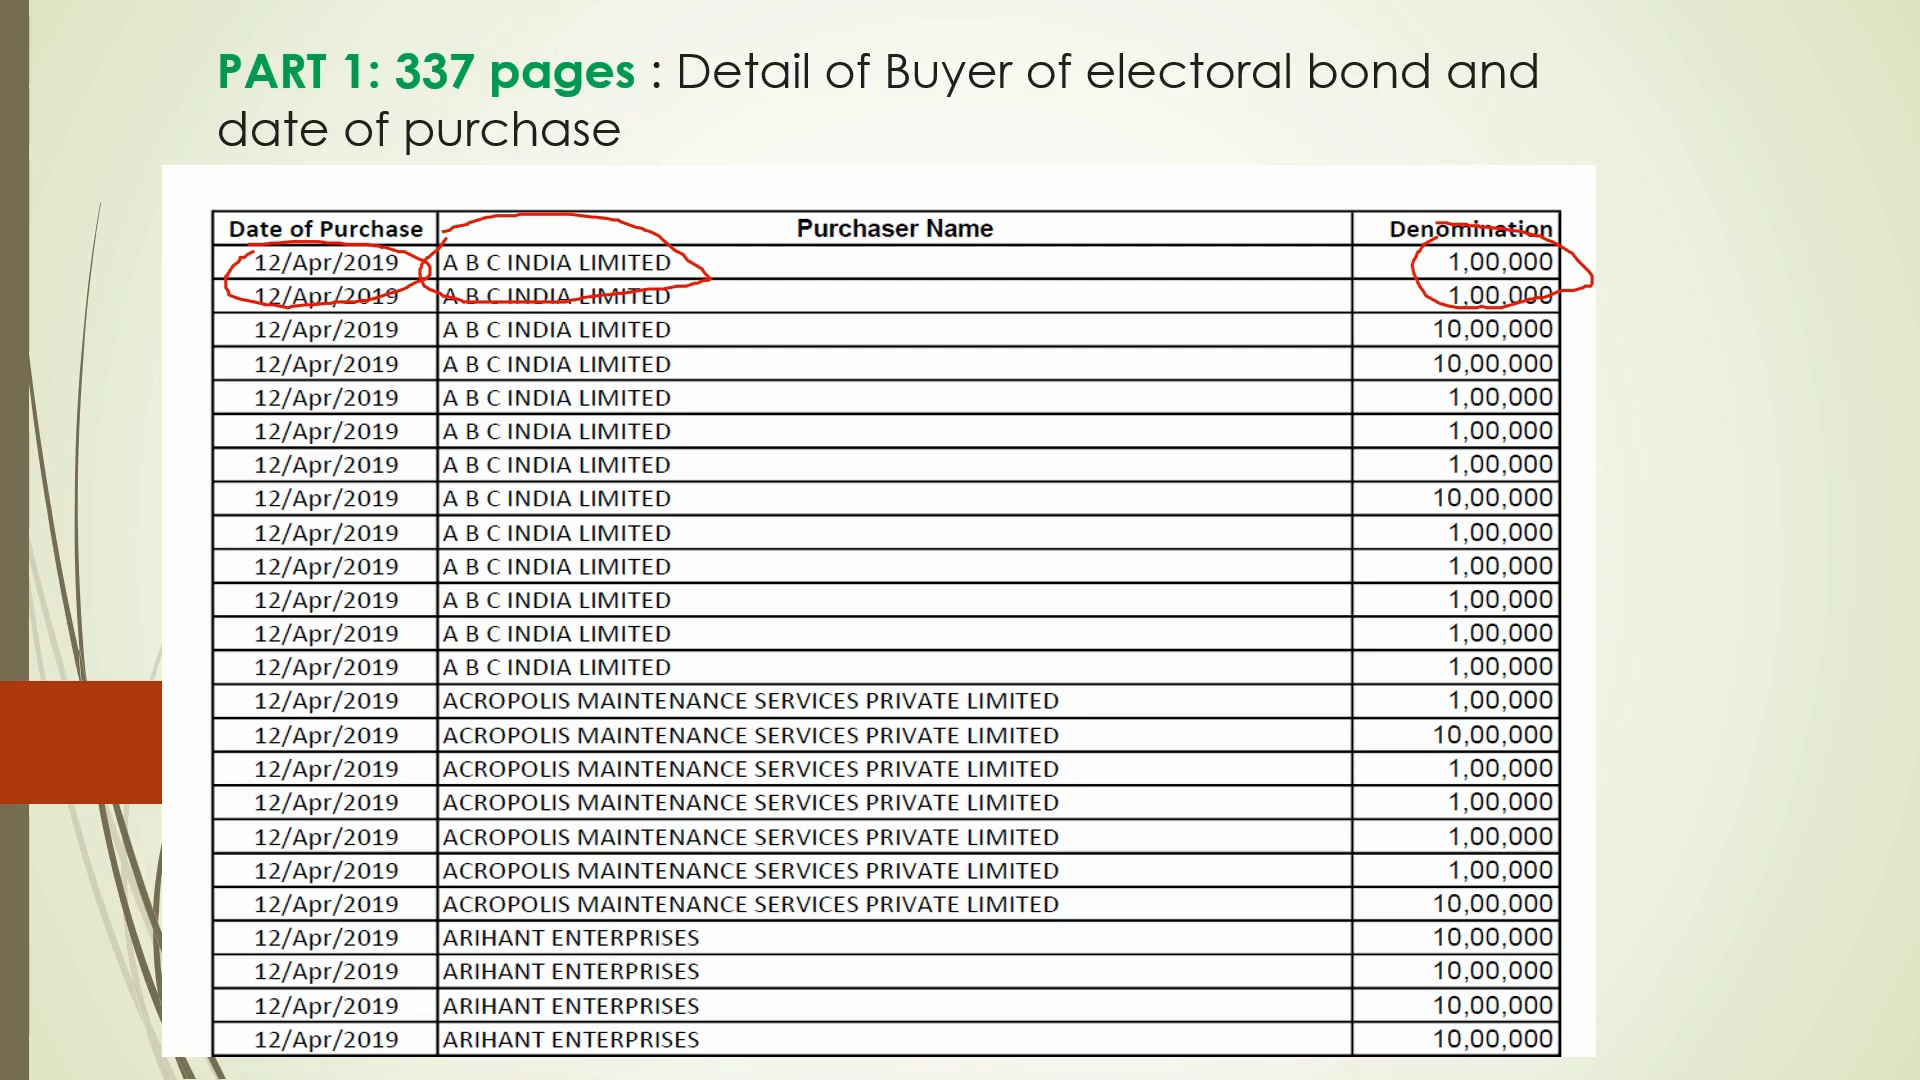 PART 1: 337 pages : Detail of Buyer of electoral bond and
date of purchase
Date of Purchase Purchaser Name Denomination
12/Apr/2019 A B C INDIA LIMITED 1,00,000
12/Apr/2019 A B C INDIA LIMITED 1,00,000
12/Apr/2019 A B C INDIA LIMITED 10,00,000
12/Apr/2019 A B C INDIA LIMITED 10,00,000
12/Apr/2019 A B C INDIA LIMITED 1,00,000
12/Apr/2019 A B C INDIA LIMITED 1,00,000
12/Apr/2019 A B C INDIA LIMITED 1,00,000
12/Apr/2019 A B C INDIA LIMITED 10,00,000
12/Apr/2019 A B C INDIA LIMITED 1,00,000
12/Apr/2019 A B C INDIA LIMITED 1,00,000
12/Apr/2019 A B C INDIA LIMITED 1,00,000
12/Apr/2019 A B C INDIA LIMITED 1,00,000
12/Apr/2019 A B C INDIA LIMITED 1,00,000
12/Apr/2019 ACROPOLIS MAINTENANCE SERVICES PRIVATE LIMITED 1,00,000
12/Apr/2019 ACROPOLIS MAINTENANCE SERVICES PRIVATE LIMITED 10,00,000
12/Apr/2019 ACROPOLIS MAINTENANCE SERVICES PRIVATE LIMITED 1,00,000
12/Apr/2019 ACROPOLIS MAINTENANCE SERVICES PRIVATE LIMITED 1,00,000
12/Apr/2019 ACROPOLIS MAINTENANCE SERVICES PRIVATE LIMITED 1,00,000
12/Apr/2019 ACROPOLIS MAINTENANCE SERVICES PRIVATE LIMITED 1,00,000
12/Apr/2019 ACROPOLIS MAINTENANCE SERVICES PRIVATE LIMITED 10,00,000
12/Apr/2019 ARIHANT ENTERPRISES 10,00,000
12/Apr/2019 ARIHANT ENTERPRISES 10,00,000
12/Apr/2019 ARIHANT ENTERPRISES 10,00,000
12/Apr/2019 ARIHANT ENTERPRISES 10,00,000